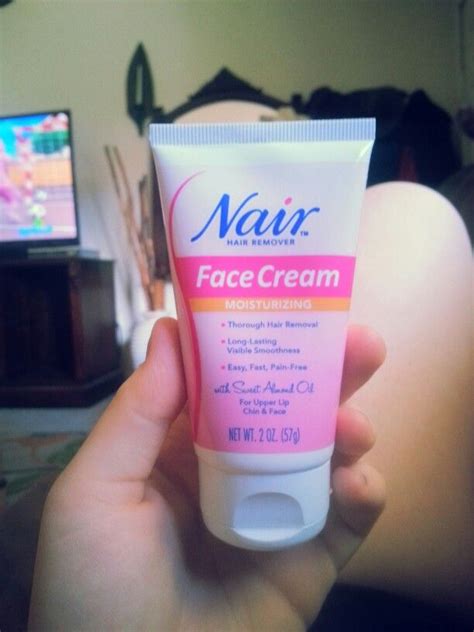 Nair™
HAIR REMOVER
Face Cream
MOISTURIZING
• Thorough Hair Removal
• Long-Lasting
Visible Smoothness
• Easy, Fast, Pain-Free
with Sweet Almond Oil
For Upper Lip
Chin & Face
NET WT. 2 OZ. (57g)